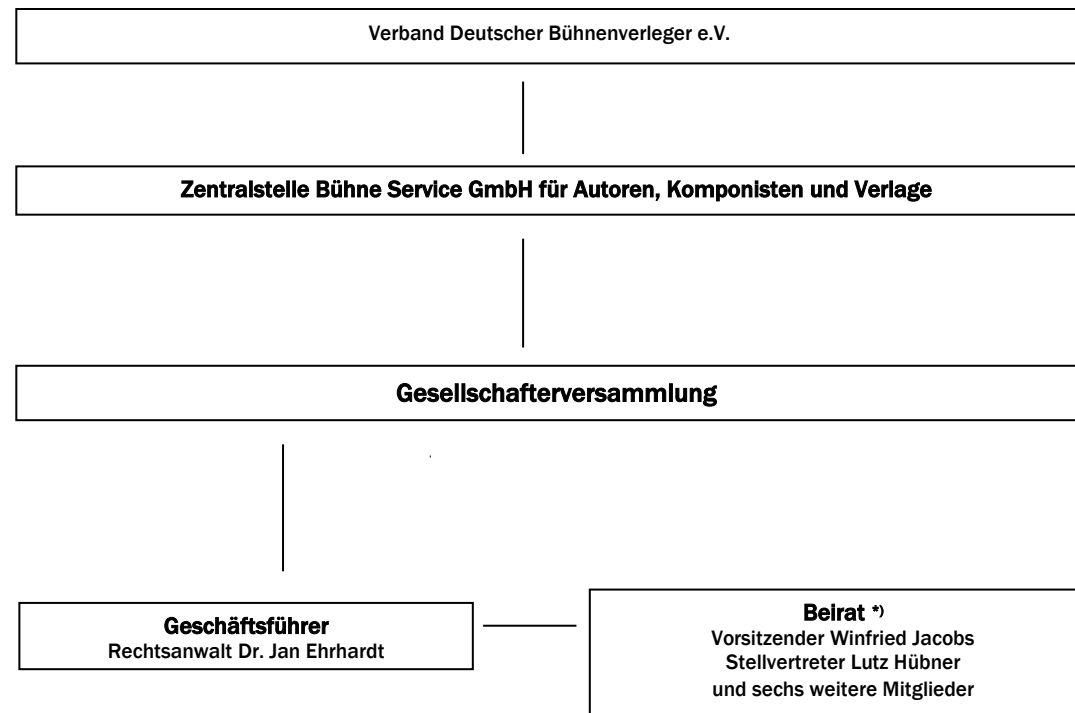 Verband Deutscher Bühnenverleger e.V.
Zentralstelle Bühne Service GmbH für Autoren, Komponisten und Verlage
Gesellschafterversammlung
Geschäftsführer
Rechtsanwalt Dr. Jan Ehrhardt
Beirat *)
Vorsitzender Winfried Jacobs
Stellvertreter Lutz Hübner
und sechs weitere Mitglieder